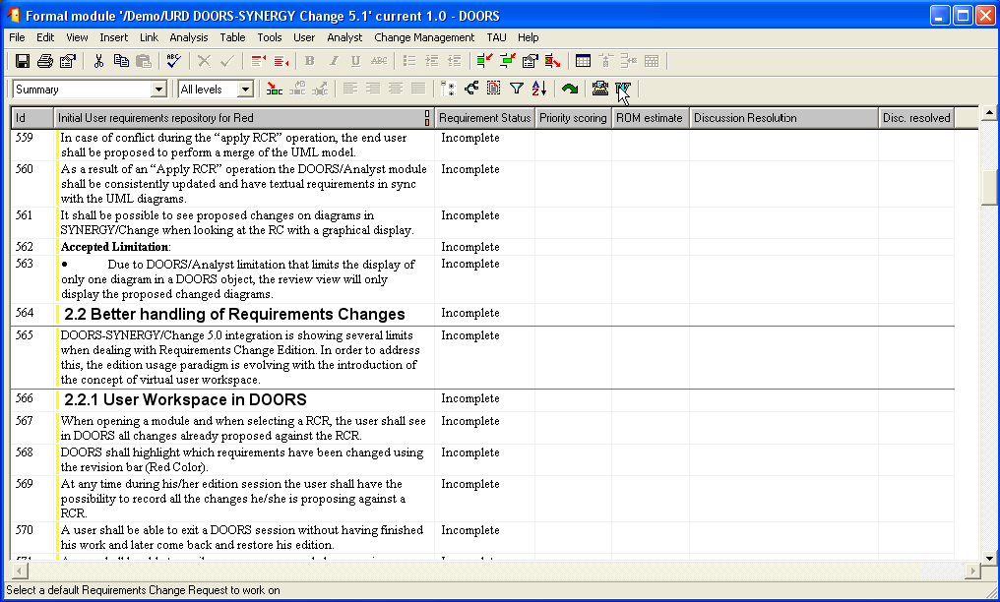 Formal module '/Demo/URD DOORS-SYNERGY Change 5.1' current 1.0 - DOORS
File Edit View Insert Link Analysis Table Tools User Analyst Change Management TAU Help
B I U ABC
Summary All levels
Id Initial User requirements repository for Red Requirement Status Priority scoring ROM estimate Discussion Resolution Disc. resolved
559 In case of conflict during the “apply RCR” operation, the end user Incomplete
shall be proposed to perform a merge of the UML model.
560 As a result of an “Apply RCR” operation the DOORS/Analyst module Incomplete
shall be consistently updated and have textual requirements in sync
with the UML diagrams.
561 It shall be possible to see proposed changes on diagrams in Incomplete
SYNERGY/Change when looking at the RC with a graphical display.
562 Accepted Limitation: Incomplete
563 • Due to DOORS/Analyst limitation that limits the display of Incomplete
only one diagram in a DOORS object, the review view will only
display the proposed changed diagrams.
564 2.2 Better handling of Requirements Changes Incomplete
565 DOORS-SYNERGY/Change 5.0 integration is showing several limits Incomplete
when dealing with Requirements Change Edition. In order to address
this, the edition usage paradigm is evolving with the introduction of
the concept of virtual user workspace.
566 2.2.1 User Workspace in DOORS Incomplete
567 When opening a module and when selecting a RCR, the user shall see Incomplete
in DOORS all changes already proposed against the RCR.
568 DOORS shall highlight which requirements have been changed using Incomplete
the revision bar (Red Color).
569 At any time during his/her edition session the user shall have the Incomplete
possibility to record all the changes he/she is proposing against a
RCR.
570 A user shall be able to exit a DOORS session without having finished Incomplete
his work and later come back and restore his edition.
Select a default Requirements Change Request to work on